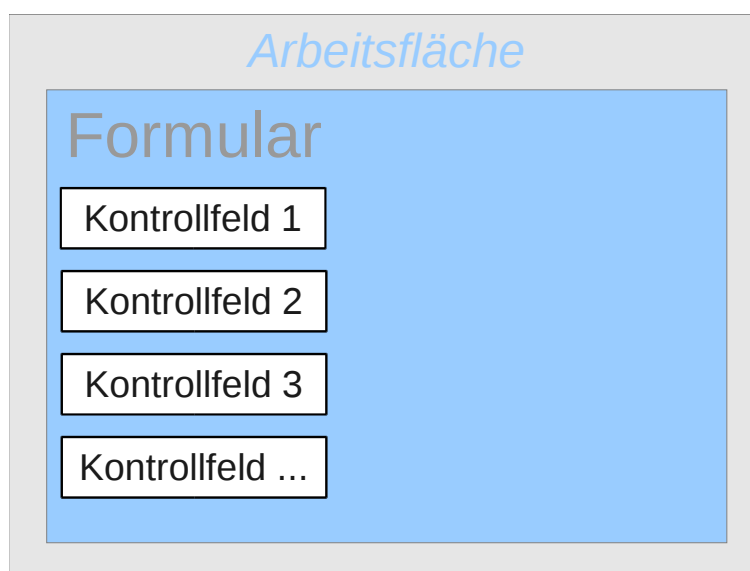 Arbeitsfläche
Formular
Kontrollfeld 1
Kontrollfeld 2
Kontrollfeld 3
Kontrollfeld ...